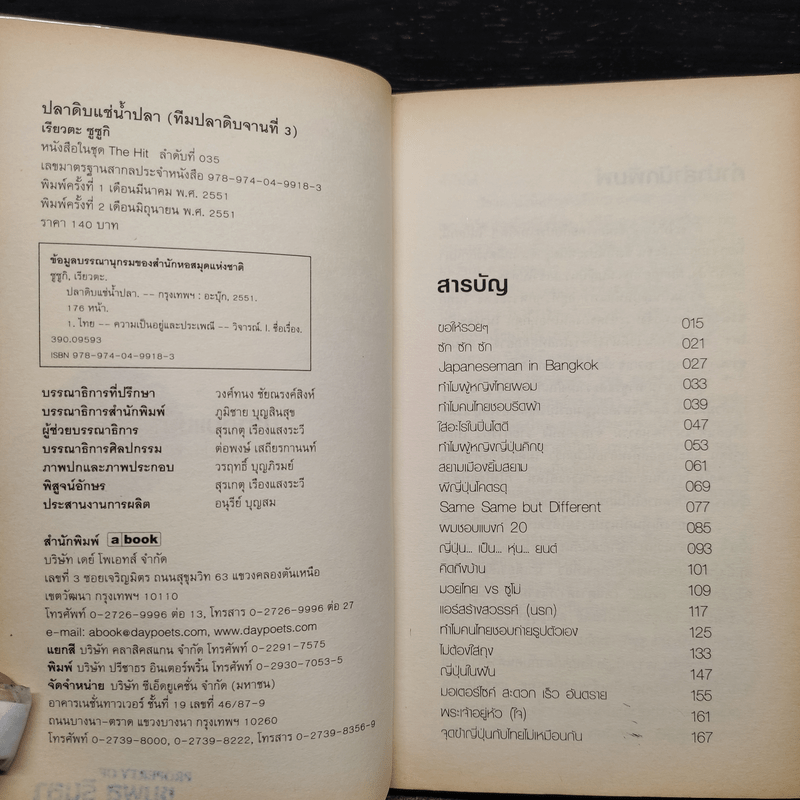 ปลาดิบแช่น้ำปลา (ทีมปลาดิบจานที่ 3)
เรียวตะ ซูซูกิ
หนังสือในชุด The Hit ลำดับที่ 035
เลขมาตรฐานสากลประจำหนังสือ 978-974-04-9918-3
พิมพ์ครั้งที่ 1 เดือนมีนาคม พ.ศ. 2551
พิมพ์ครั้งที่ 2 เดือนมิถุนายน พ.ศ. 2551
ราคา 140 บาท
ข้อมูลบรรณานุกรมของสำนักหอสมุดแห่งชาติ
ซูซูกิ, เรียวตะ.
ปลาดิบแช่น้ำปลา. -- กรุงเทพฯ : อะบุ๊ก, 2551.
176 หน้า.
1. ไทย -- ความเป็นอยู่และประเพณี -- วิจารณ์. I. ชื่อเรื่อง.
390.09593
ISBN 978-974-04-9918-3
บรรณาธิการที่ปรึกษา วงศ์ทนง ชัยณรงค์สิงห์
บรรณาธิการสำนักพิมพ์ ภูมิชาย บุญสินสุข
ผู้ช่วยบรรณาธิการ สุรเกตุ เรืองแสงระวี
บรรณาธิการศิลปกรรม ต่อพงษ์ เสถียรกานนท์
ภาพปกและภาพประกอบ วรฤทธิ์ บุญภิรมย์
พิสูจน์อักษร สุรเกตุ เรืองแสงระวี
ประสานงานการผลิต อนุรีย์ บุญสม
สำนักพิมพ์ a book
บริษัท เดย์ โพเอทส์ จำกัด
เลขที่ 3 ซอยเจริญมิตร ถนนสุขุมวิท 63 แขวงคลองตันเหนือ
เขตวัฒนา กรุงเทพฯ 10110
โทรศัพท์ 0-2726-9996 ต่อ 13, โทรสาร 0-2726-9996 ต่อ 27
e-mail: abook@daypoets.com, www.daypoets.com
แยกสี บริษัท คลาสิคสแกน จำกัด โทรศัพท์ 0-2291-7575
พิมพ์ บริษัท ปรีชาธร อินเตอร์พริ้น โทรศัพท์ 0-2930-7053-5
จัดจำหน่าย บริษัท ซีเอ็ดยูเคชั่น จำกัด (มหาชน)
อาคารเนชั่นทาวเวอร์ ชั้นที่ 19 เลขที่ 46/87-9
ถนนบางนา-ตราด แขวงบางนา กรุงเทพฯ 10260
โทรศัพท์ 0-2739-8000, 0-2739-8222, โทรสาร 0-2739-8356-9
PROPERTY OF
สารบัญ
ขอให้รวยๆ 015
ซัก ซัก ซัก 021
Japaneseman in Bangkok 027
ทำไมผู้หญิงไทยผอม 033
ทำไมคนไทยชอบรีดผ้า 039
ใส่อะไรในปิ่นโตดี 047
ทำไมผู้หญิงญี่ปุ่นคิกขุ 053
สยามเมืองยิ้มสยาม 061
ผีญี่ปุ่นโคตรดุ 069
Same Same but Different 077
ผมชอบแบงก์ 20 085
ญี่ปุ่น... เป็น... หุ่น... ยนต์ 093
คิดถึงบ้าน 101
มวยไทย vs ซูโม่ 109
แอร์สร้างสวรรค์ (นรก) 117
ทำไมคนไทยชอบถ่ายรูปตัวเอง 125
ไม่ต้องใส่ถุง 133
ญี่ปุ่นในฝัน 147
มอเตอร์ไซค์ สะดวก เร็ว อันตราย 155
พระเจ้าอยู่หัว (ใจ) 161
จุดขำญี่ปุ่นกับไทยไม่เหมือนกัน 167